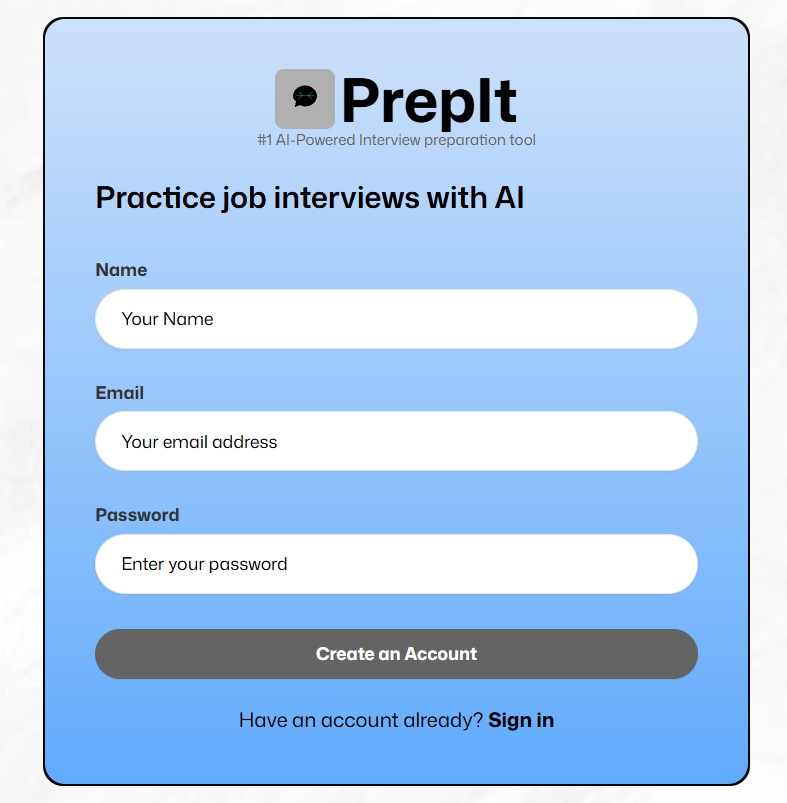 PrepIt
#1 AI-Powered Interview preparation tool
Practice job interviews with AI
Name
Your Name
Email
Your email address
Password
Enter your password
Create an Account
Have an account already? Sign in